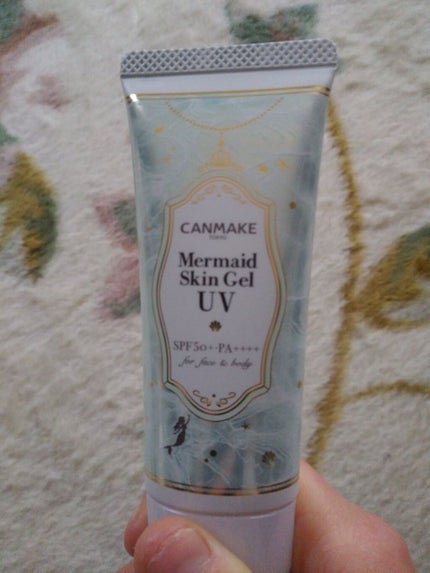 CANMAKE
TOKYO
Mermaid
Skin Gel
UV
SPF50+・PA++++
for face & body